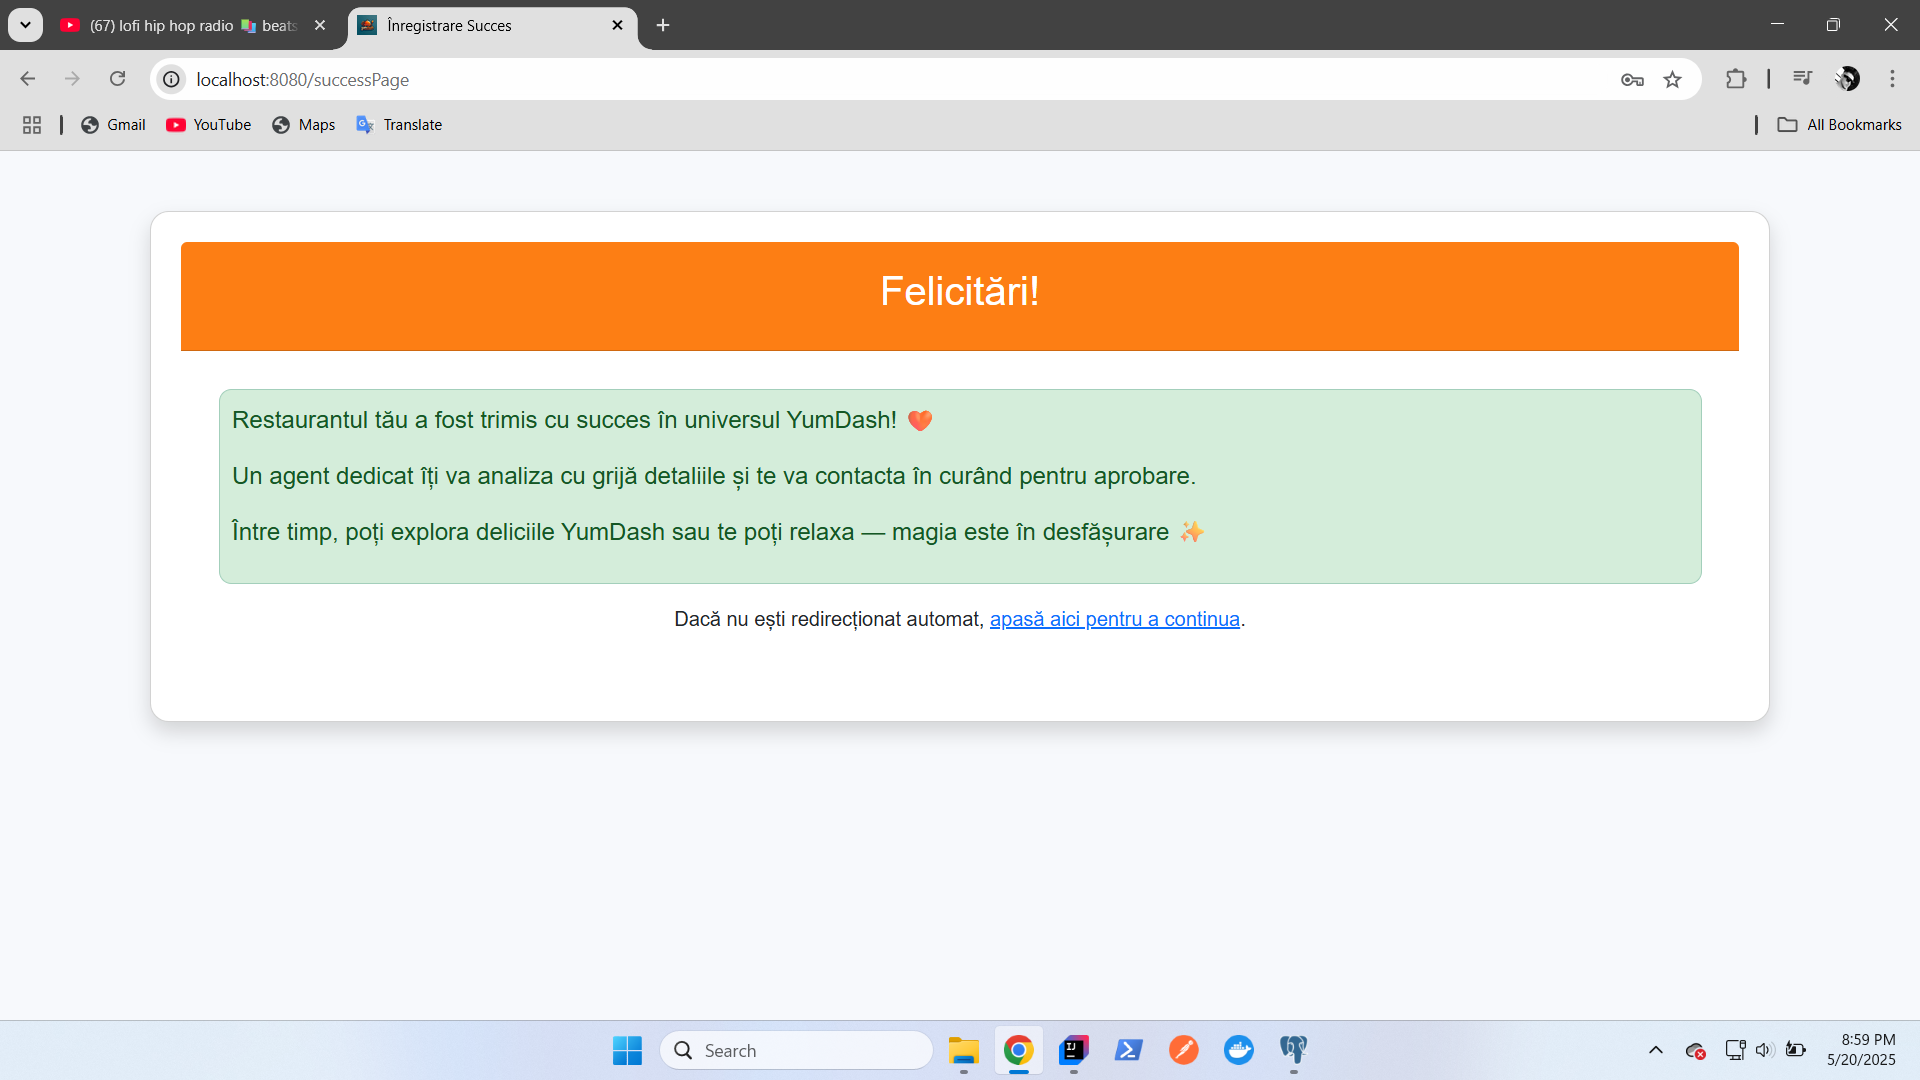 (67) lofi hip hop radio 📚 beats
Înregistrare Succes
localhost:8080/successPage
Gmail
YouTube
Maps
Translate
All Bookmarks
Felicitări!
Restaurantul tău a fost trimis cu succes în universul YumDash! 🧡
Un agent dedicat îți va analiza cu grijă detaliile și te va contacta în curând pentru aprobare.
Între timp, poți explora deliciile YumDash sau te poți relaxa — magia este în desfășurare ✨
Dacă nu ești redirecționat automat, apasă aici pentru a continua.
Search
8:59 PM
5/20/2025